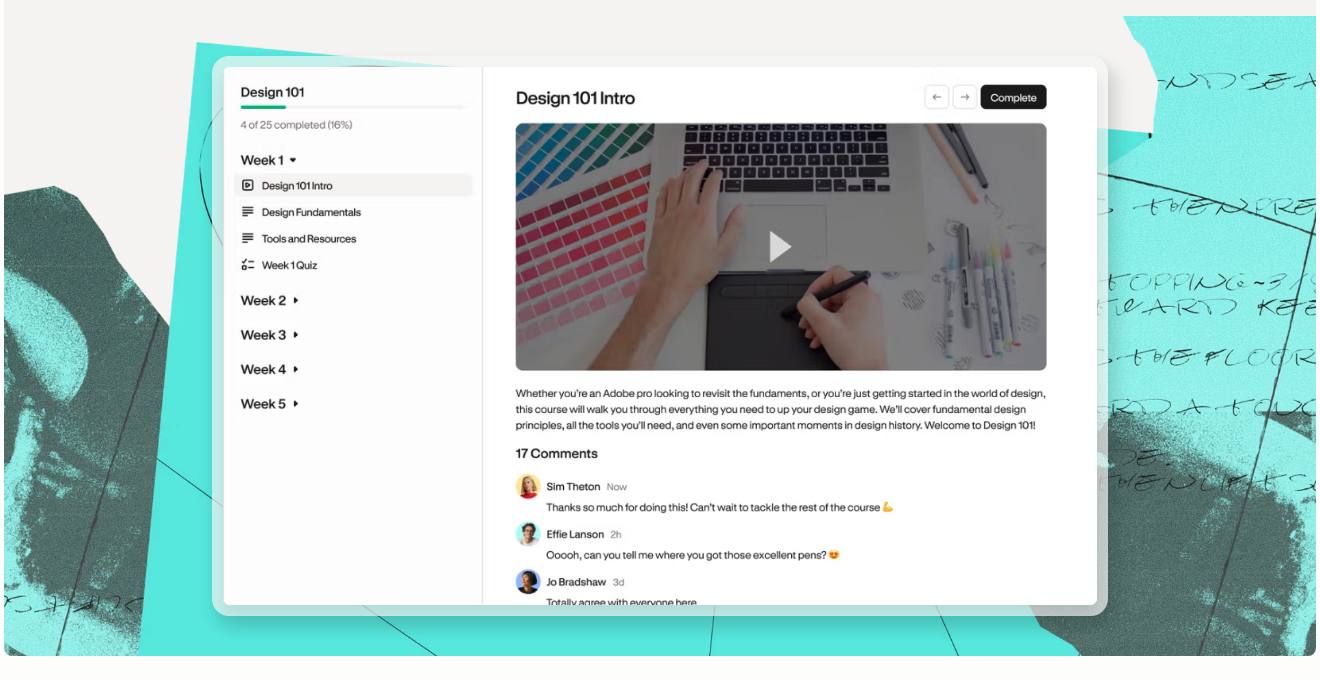 Design 101
4 of 25 completed (16%)
Week 1
Design 101 Intro
Design Fundamentals
Tools and Resources
Week 1 Quiz
Week 2
Week 3
Week 4
Week 5
Design 101 Intro
Complete
Whether you're an Adobe pro looking to revisit the fundaments, or you're just getting started in the world of design,
this course will walk you through everything you need to up your design game. We'll cover fundamental design
principles, all the tools you'll need, and even some important moments in design history. Welcome to Design 101!
17 Comments
Sim Theton Now
Thanks so much for doing this! Can't wait to tackle the rest of the course 💪
Effie Lanson 2h
Ooooh, can you tell me where you got those excellent pens? 😍
Jo Bradshaw 3d
Totally agree with everyone here
THE FLOOR